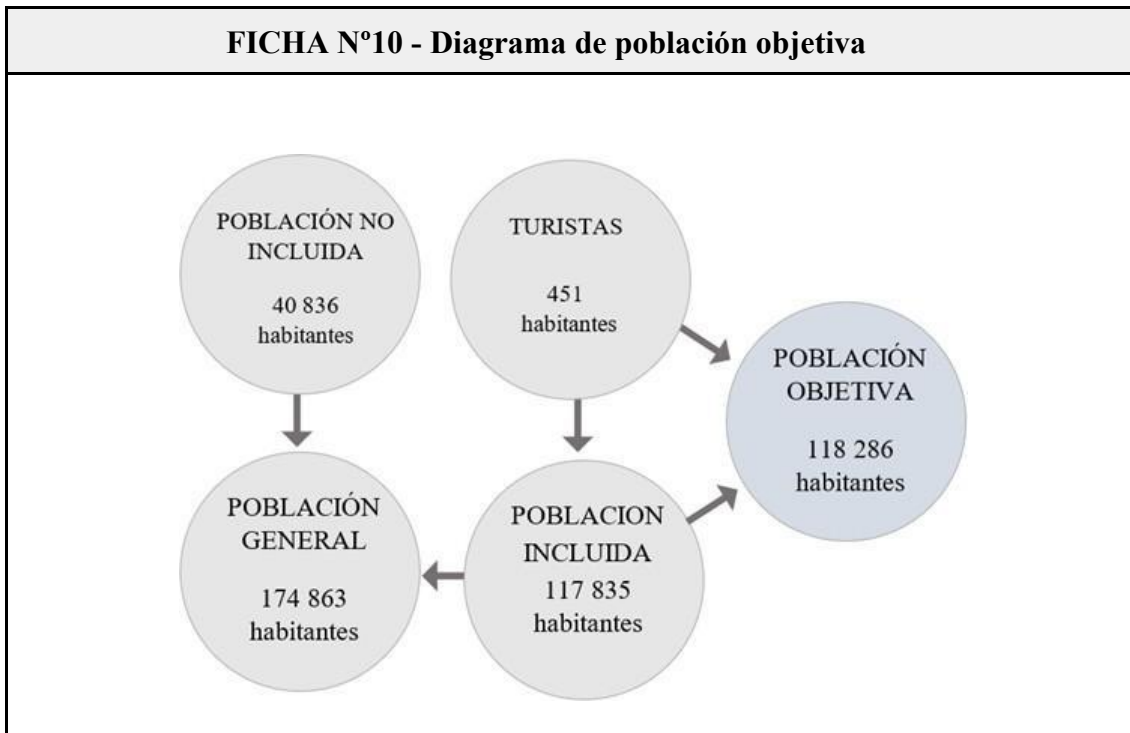 FICHA Nº10 - Diagrama de población objetiva
POBLACIÓN NO
INCLUIDA
40 836
habitantes
TURISTAS
451
habitantes
POBLACIÓN
OBJETIVA
118 286
habitantes
POBLACIÓN
GENERAL
174 863
habitantes
POBLACION
INCLUIDA
117 835
habitantes